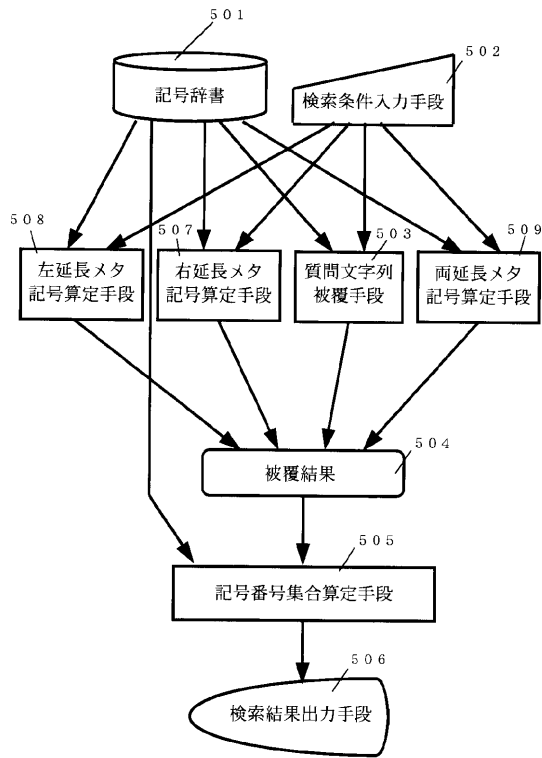 ５０１
記号辞書
５０２
検索条件入力手段
５０８
左延長メタ
記号算定手段
５０７
右延長メタ
記号算定手段
５０３
質問文字列
被覆手段
５０９
両延長メタ
記号算定手段
５０４
被覆結果
５０５
記号番号集合算定手段
５０６
検索結果出力手段